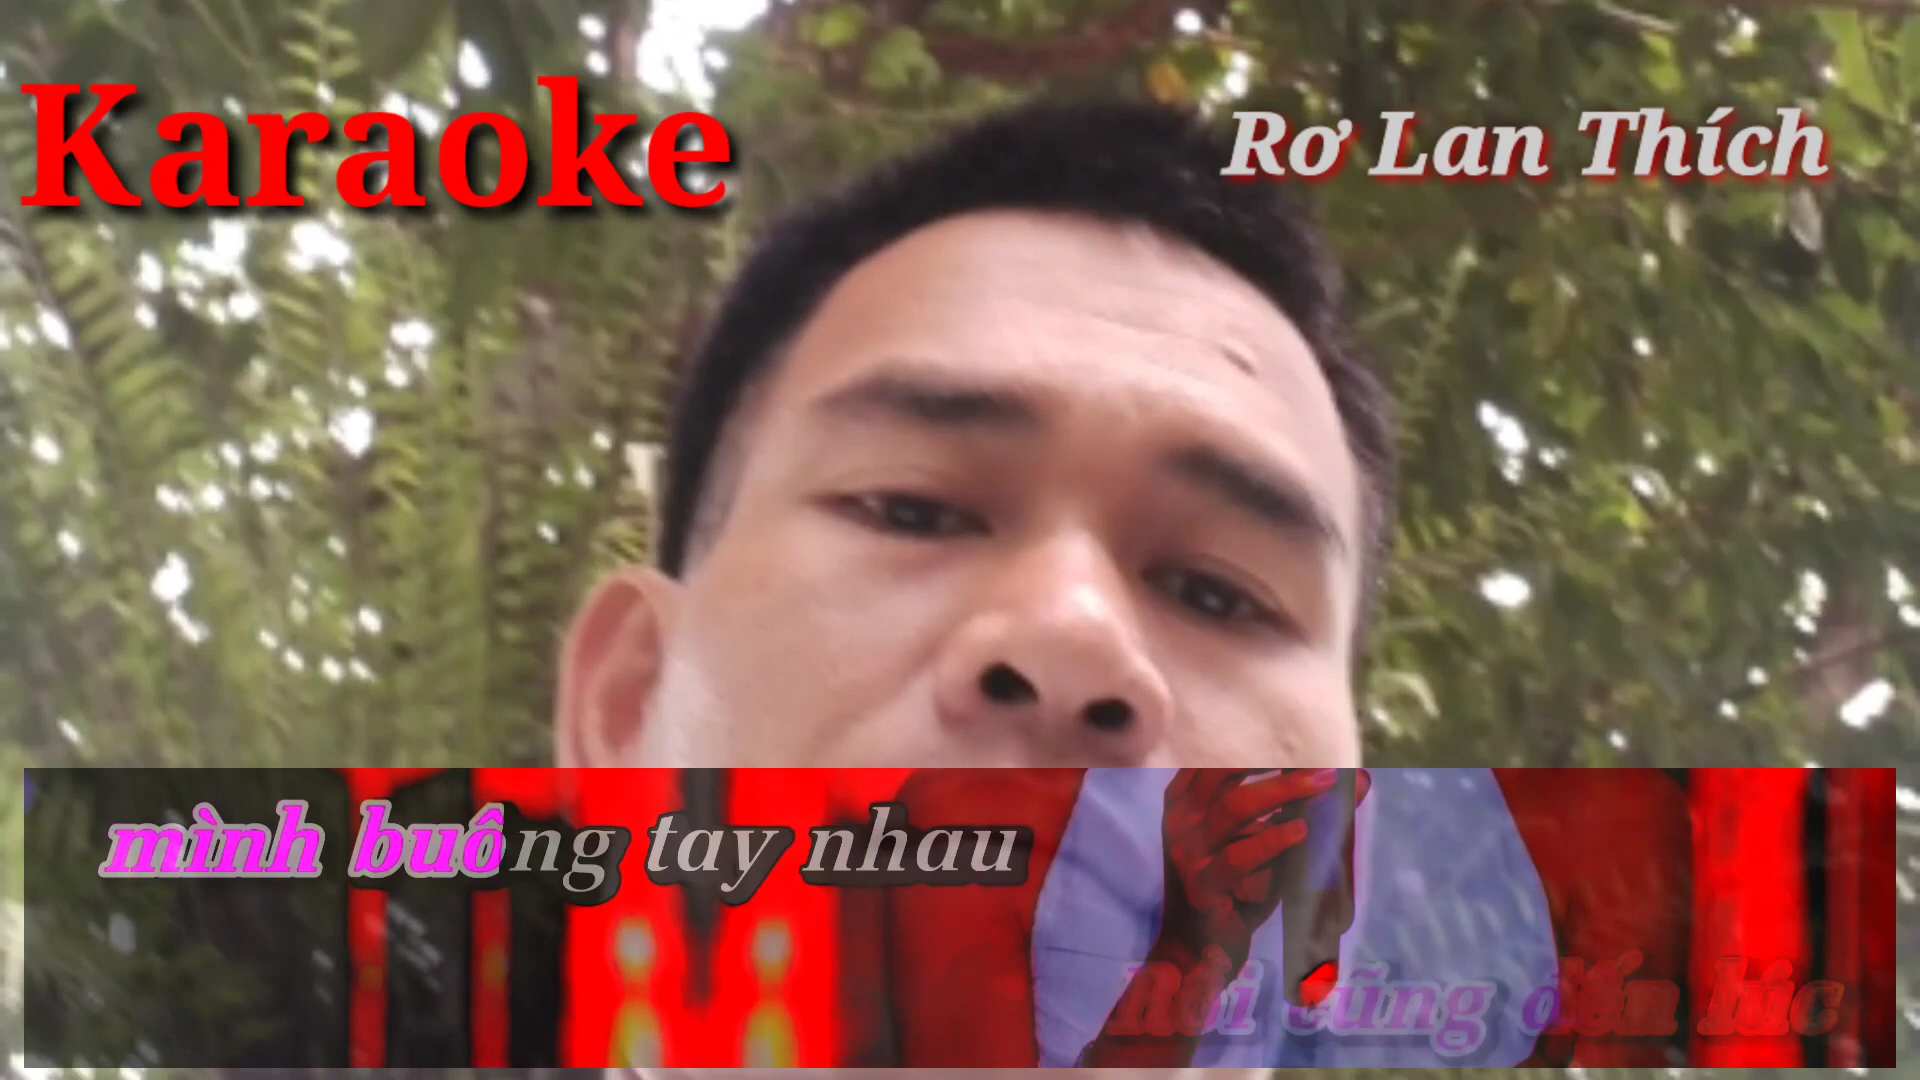 Karaoke
Rơ Lan Thích
mình buông tay nhau
Rồi cũng đến lúc